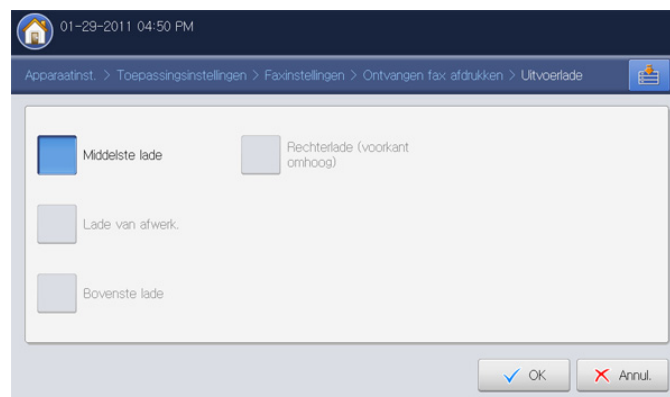 01-29-2011 04:50 PM
Apparaatinst. > Toepassingsinstellingen > Faxinstellingen > Ontvangen fax afdrukken > Uitvoerlade
Middelste lade
Rechterlade (voorkant
omhoog)
Lade van afwerk.
Bovenste lade
OK
Annul.